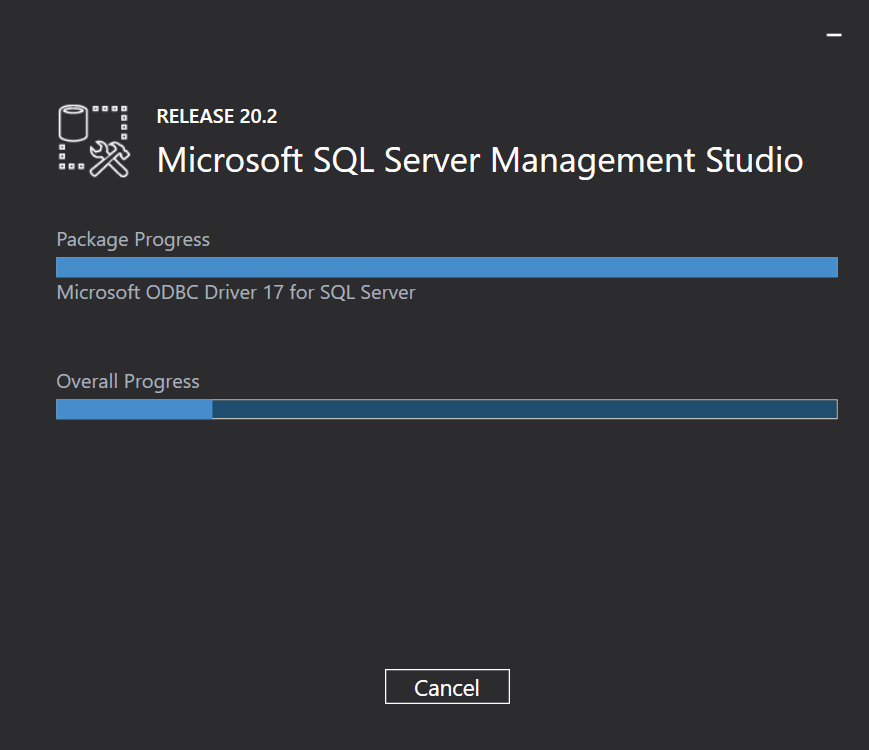 RELEASE 20.2
Microsoft SQL Server Management Studio
Package Progress
Microsoft ODBC Driver 17 for SQL Server
Overall Progress
Cancel